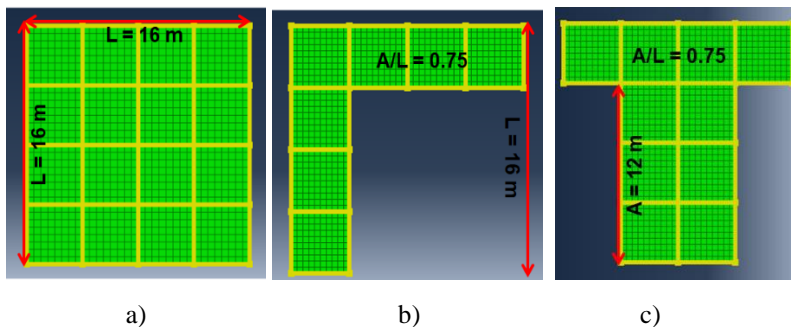 L = 16 m
L = 16 m
A/L = 0.75
L = 16 m
A/L = 0.75
A = 12 m
a)
b)
c)